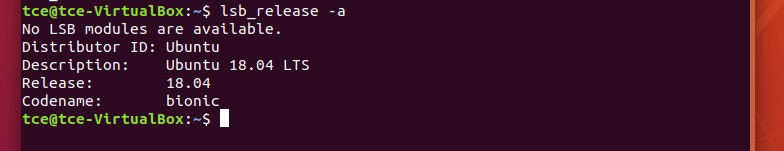 tce@tce-VirtualBox:~$ lsb_release -a
No LSB modules are available.
Distributor ID: Ubuntu
Description:    Ubuntu 18.04 LTS
Release:        18.04
Codename:       bionic
tce@tce-VirtualBox:~$